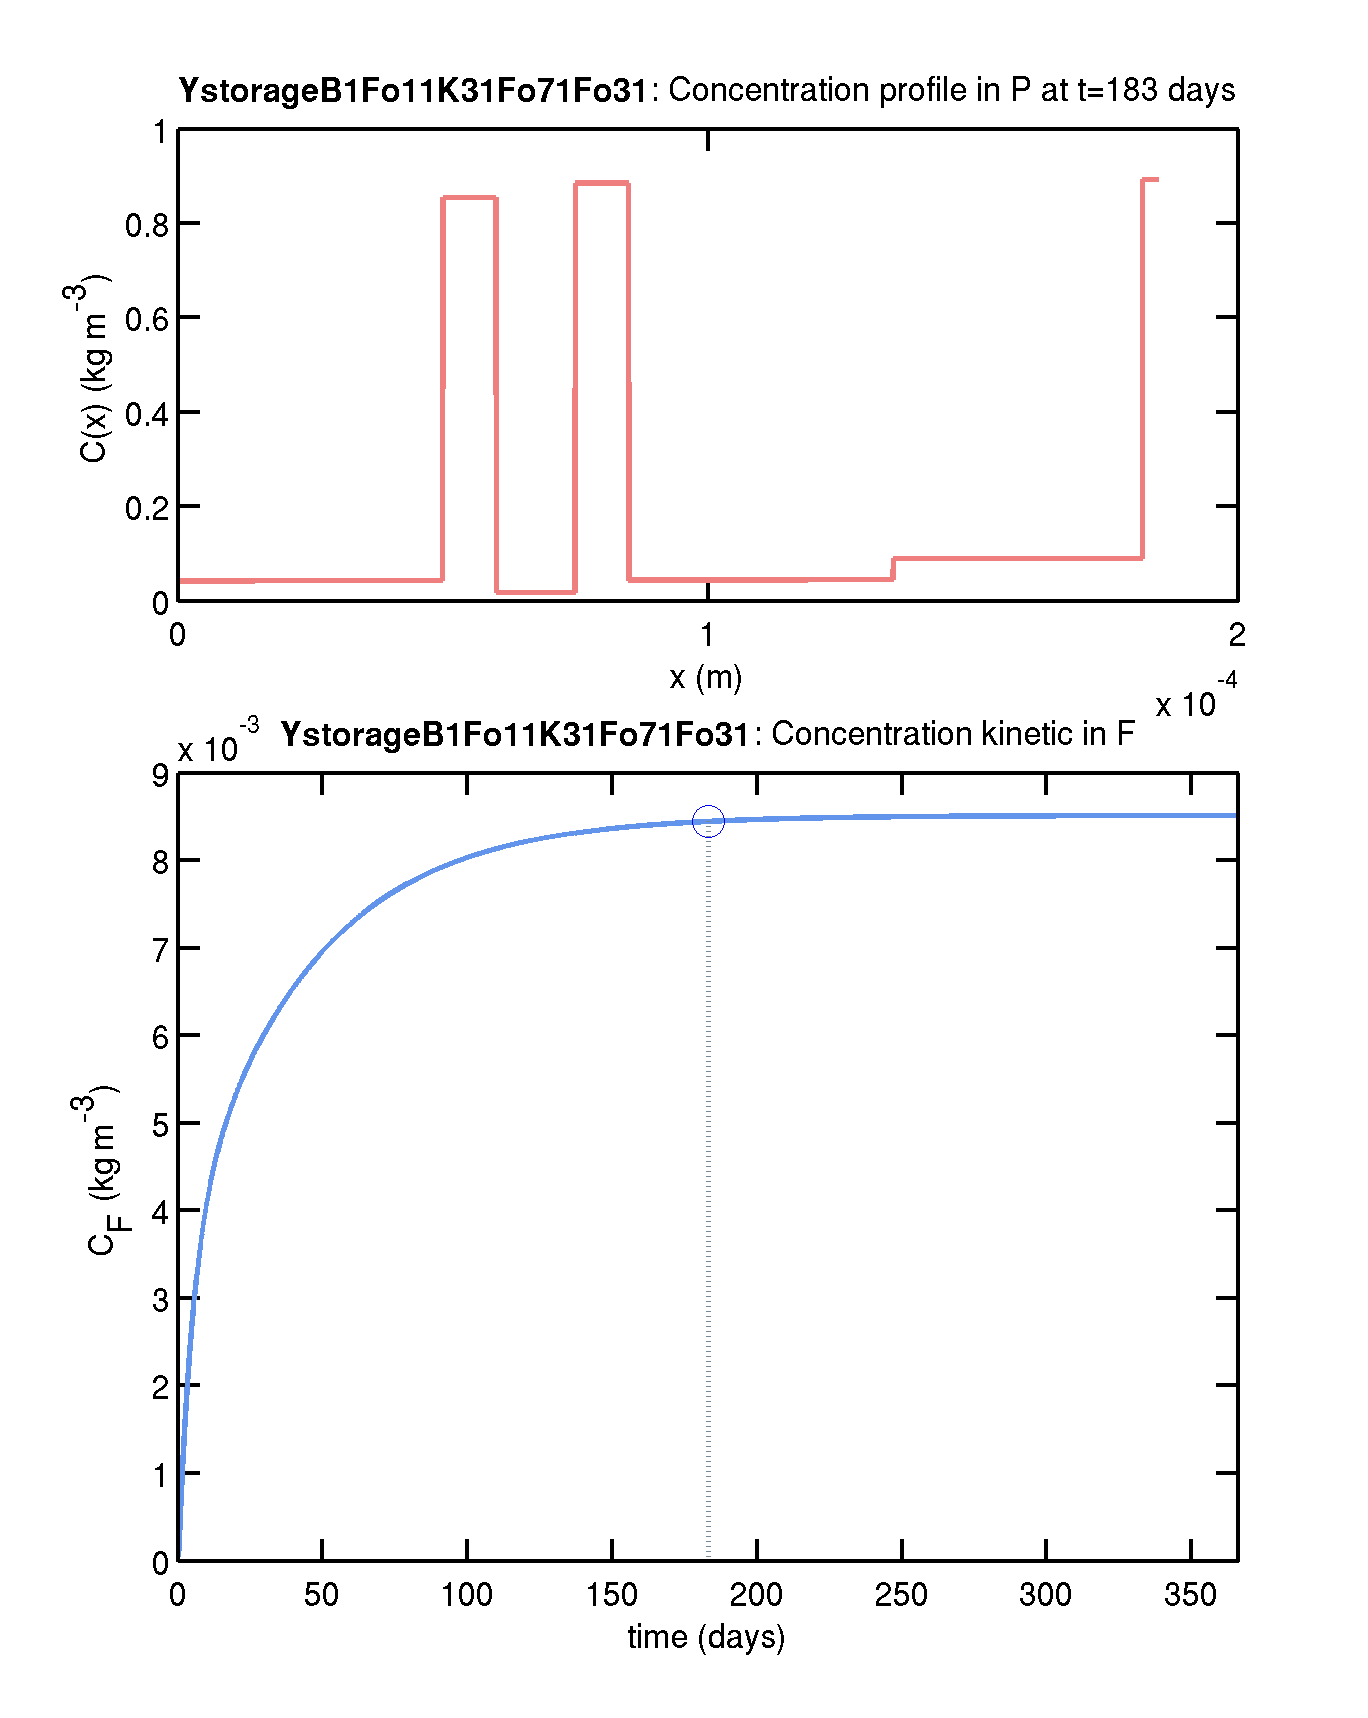 YstorageB1Fo11K31Fo71Fo31: Concentration profile in P at t=183 days
1
0.8
0.6
0.4
0.2
0
C(x) (kg m-3)
0 1 2
x (m)
x 10-4
x 10-3
YstorageB1Fo11K31Fo71Fo31: Concentration kinetic in F
9
8
7
6
5
4
3
2
1
0
CF (kg m-3)
0 50 100 150 200 250 300 350
time (days)